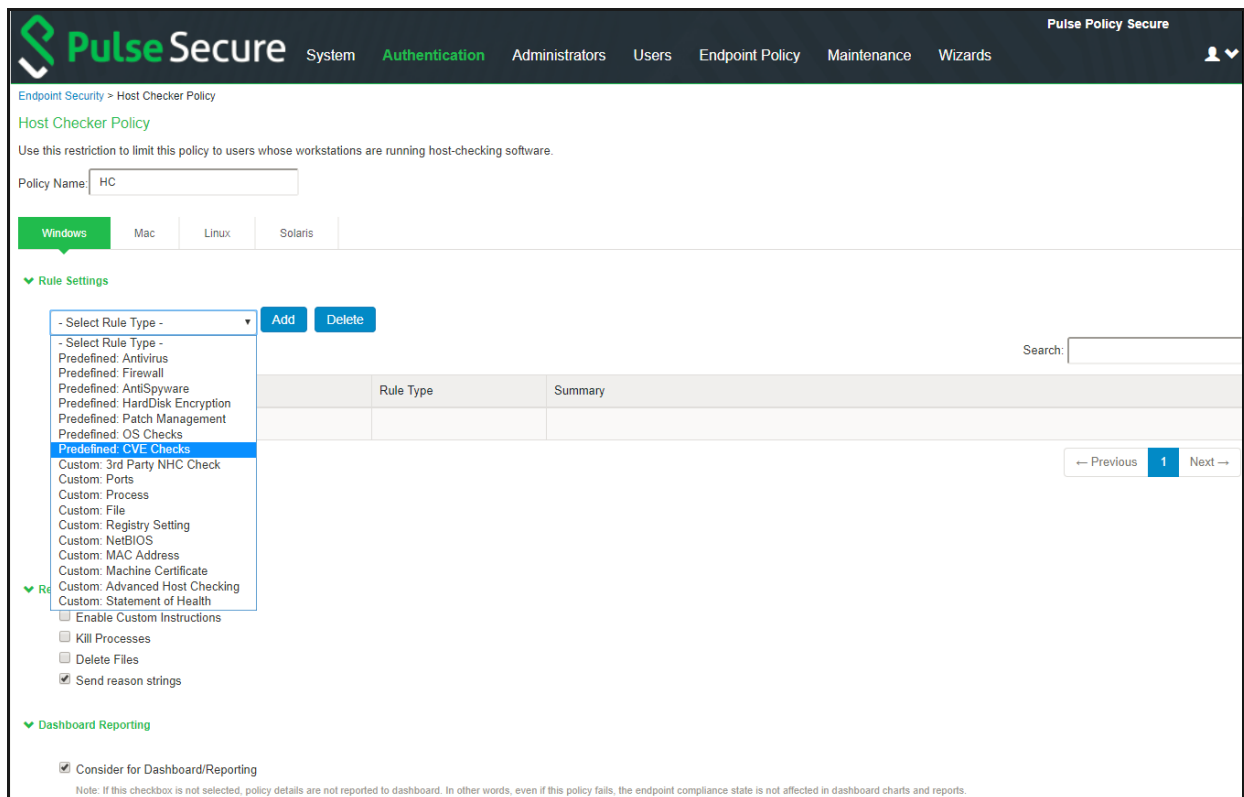 Pulse Policy Secure
Pulse Secure System Authentication Administrators Users Endpoint Policy Maintenance Wizards
Endpoint Security > Host Checker Policy
Host Checker Policy
Use this restriction to limit this policy to users whose workstations are running host-checking software.
Policy Name: HC
Windows Mac Linux Solaris
Rule Settings
- Select Rule Type - Add Delete
- Select Rule Type -
Search:
Predefined: Antivirus
Predefined: Firewall
Predefined: AntiSpyware
Rule Type Summary
Predefined: HardDisk Encryption
Predefined: Patch Management
Predefined: OS Checks
Predefined: CVE Checks
Custom: 3rd Party NHC Check
← Previous 1 Next →
Custom: Ports
Custom: Process
Custom: File
Custom: Registry Setting
Custom: NetBIOS
Custom: MAC Address
Custom: Machine Certificate
Re
Custom: Advanced Host Checking
Custom: Statement of Health
Enable Custom Instructions
Kill Processes
Delete Files
Send reason strings
Dashboard Reporting
Consider for Dashboard/Reporting
Note: If this checkbox is not selected, policy details are not reported to dashboard. In other words, even if this policy fails, the endpoint compliance state is not affected in dashboard charts and reports.